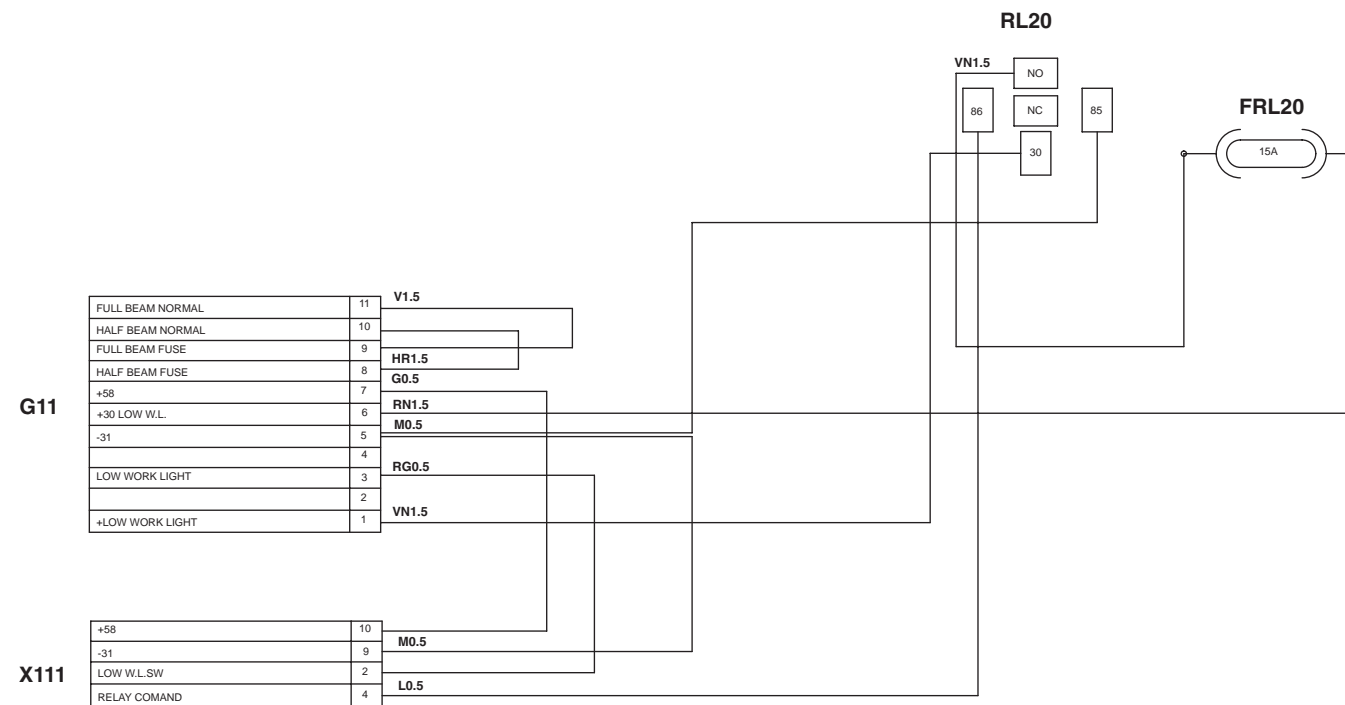 RL20
VN1.5
NO
86
NC
85
30
FRL20
15A
G11
FULL BEAM NORMAL 11 V1.5
HALF BEAM NORMAL 10
FULL BEAM FUSE 9
HR1.5
HALF BEAM FUSE 8
G0.5
+58 7
RN1.5
+30 LOW W.L. 6
M0.5
-31 5
4
RG0.5
LOW WORK LIGHT 3
2
VN1.5
+LOW WORK LIGHT 1
X111
+58 10
M0.5
-31 9
LOW W.L.SW 2
L0.5
RELAY COMAND 4